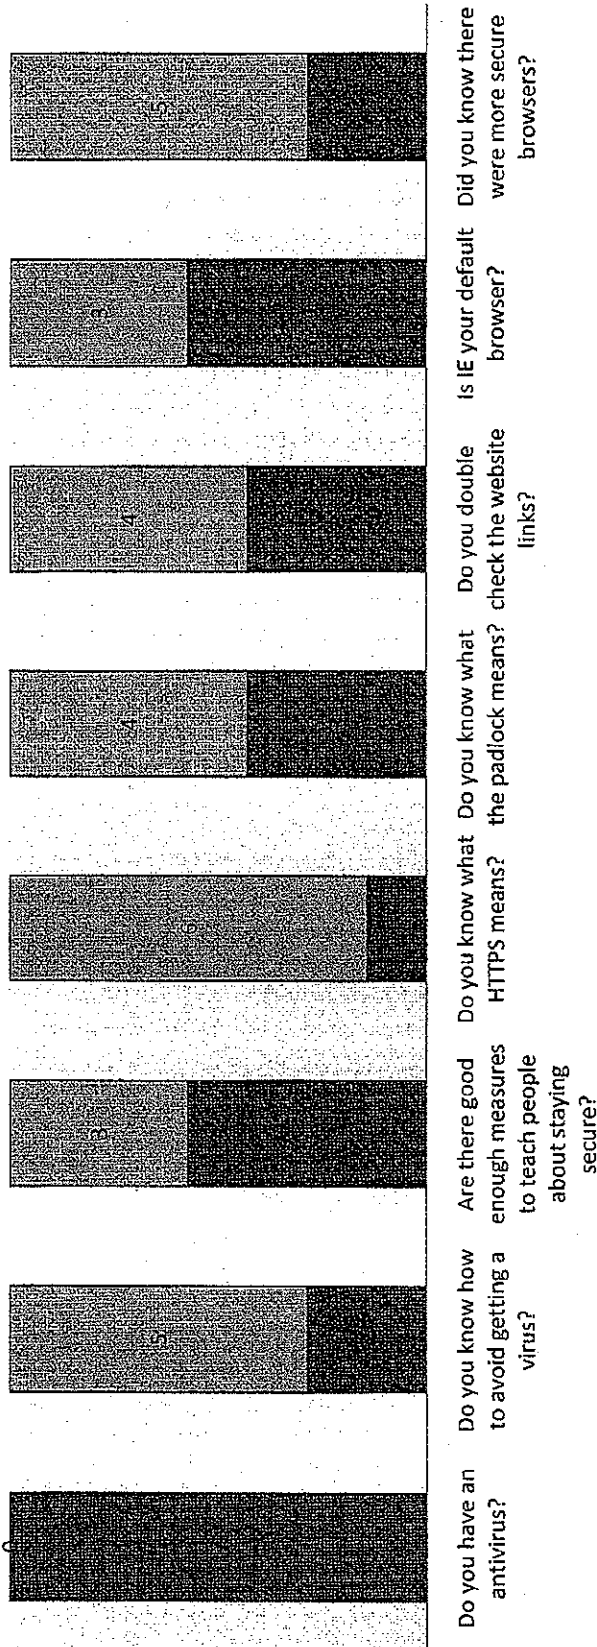 0
5
3
6
4
4
3
5
Do you have an
antivirus?
Do you know how
to avoid getting a
virus?
Are there good
enough measures
to teach people
about staying
secure?
Do you know what
HTTPS means?
Do you know what
the padlock means?
Do you double
check the website
links?
Is IE your default
browser?
Did you know there
were more secure
browsers?